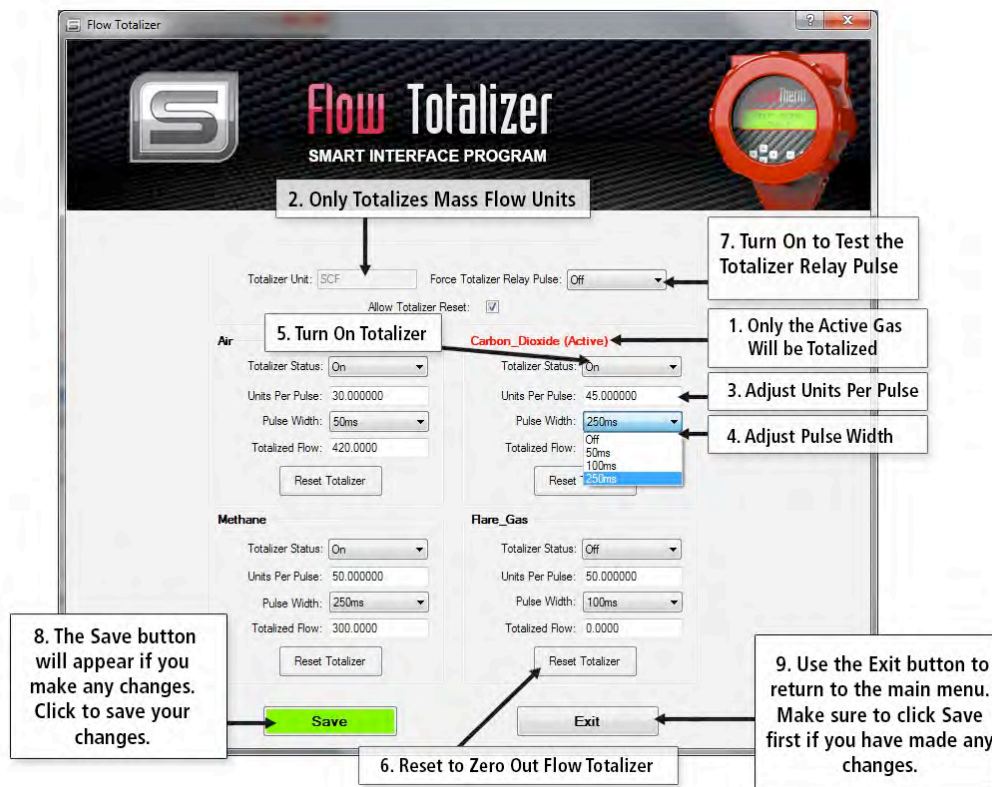 Flow Totalizer
Flow Totalizer
SMART INTERFACE PROGRAM
2. Only Totalizes Mass Flow Units
7. Turn On to Test the
Totalizer Relay Pulse
Totalizer Unit: SCF
Force Totalizer Relay Pulse: Off
Allow Totalizer Reset:
5. Turn On Totalizer
1. Only the Active Gas
Will be Totalized
Air
Totalizer Status: On
Units Per Pulse: 30.000000
Pulse Width: 50ms
Totalized Flow: 420.0000
Reset Totalizer
Carbon_Dioxide (Active)
Totalizer Status: On
Units Per Pulse: 45.000000
Pulse Width: 250ms
Off
50ms
100ms
250ms
Totalized Flow:
Reset
3. Adjust Units Per Pulse
4. Adjust Pulse Width
Methane
Totalizer Status: On
Units Per Pulse: 50.000000
Pulse Width: 250ms
Totalized Flow: 300.0000
Reset Totalizer
Flare_Gas
Totalizer Status: Off
Units Per Pulse: 50.000000
Pulse Width: 100ms
Totalized Flow: 0.0000
Reset Totalizer
8. The Save button
will appear if you
make any changes.
Click to save your
changes.
Save
Exit
9. Use the Exit button to
return to the main menu.
Make sure to click Save
first if you have made any
changes.
6. Reset to Zero Out Flow Totalizer